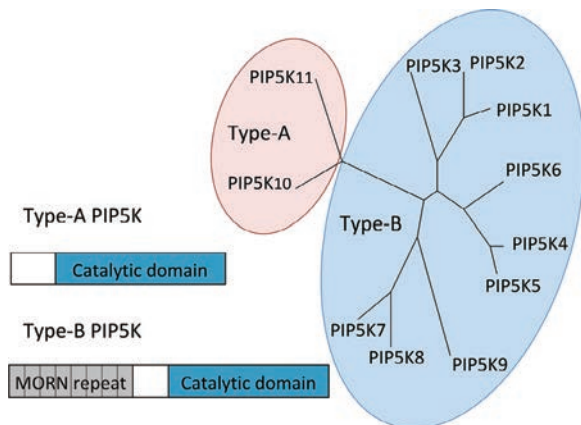 PIP5K3
PIP5K2
PIP5K11
PIP5K1
Type-A
PIP5K6
PIP5K10
Type-A PIP5K
Type-B
PIP5K4
Catalytic domain
PIP5K5
Type-B PIP5K
PIP5K7
PIP5K8
PIP5K9
MORN repeat
Catalytic domain